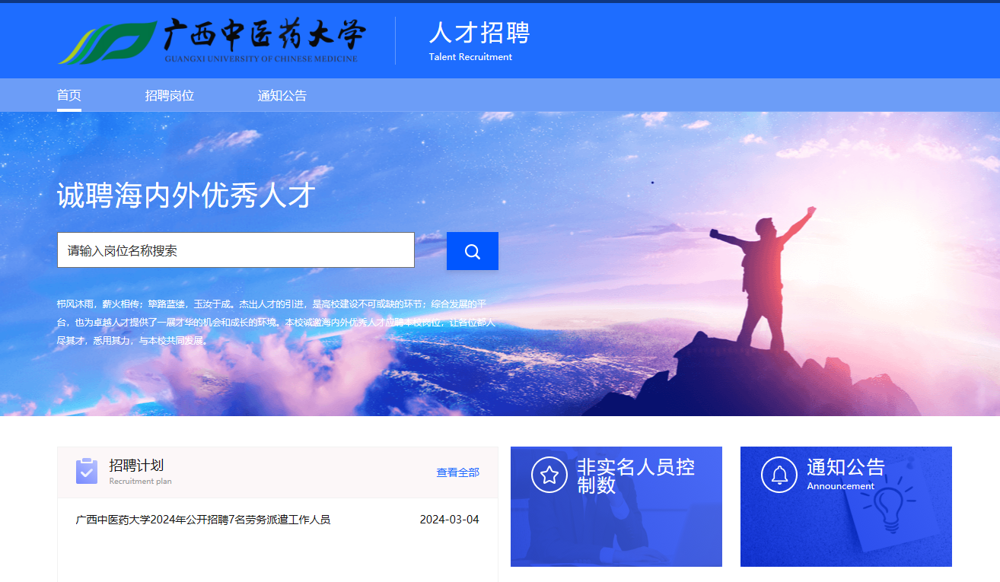 广西中医药大学
GUANGXI UNIVERSITY OF CHINESE MEDICINE
人才招聘
Talent Recruitment
首页 招聘岗位 通知公告
诚聘海内外优秀人才
请输入岗位名称搜索
栉风沐雨，薪火相传；筚路蓝缕，玉汝于成。杰出人才的引进，是高校建设不可或缺的环节；综合发展的平
台，也为卓越人才提供了一展才华的机会和成长的环境。本校诚邀海内外优秀人才应聘本校岗位，让各位都人
尽其才，悉用其力，与本校共同发展。
招聘计划
Recruitment plan
查看全部
广西中医药大学2024年公开招聘7名劳务派遣工作人员 2024-03-04
非实名人员控
制数
通知公告
Announcement